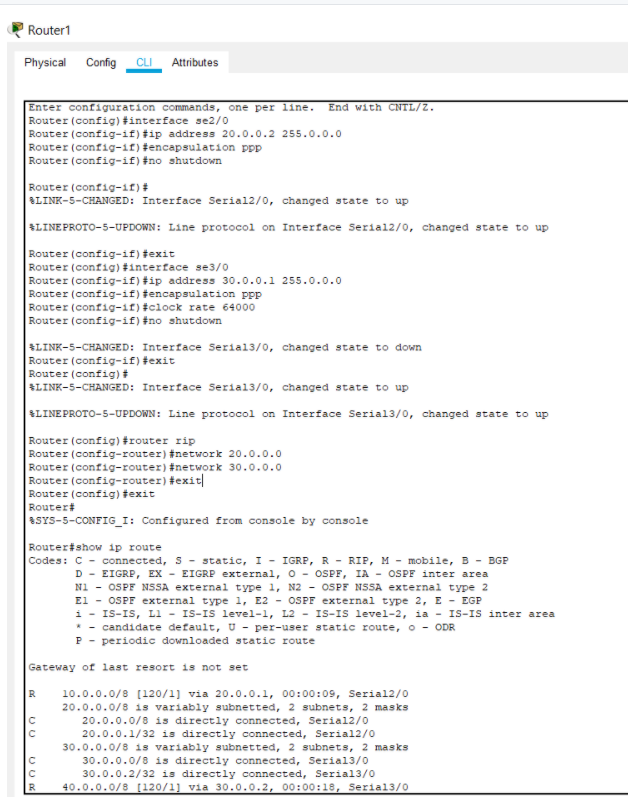 Router1
Physical Config CLI Attributes
Enter configuration commands, one per line.  End with CNTL/Z.
Router(config)#interface se2/0
Router(config-if)#ip address 20.0.0.2 255.0.0.0
Router(config-if)#encapsulation ppp
Router(config-if)#no shutdown
Router(config-if)#
%LINK-5-CHANGED: Interface Serial2/0, changed state to up
%LINEPROTO-5-UPDOWN: Line protocol on Interface Serial2/0, changed state to up
Router(config-if)#exit
Router(config)#interface se3/0
Router(config-if)#ip address 30.0.0.1 255.0.0.0
Router(config-if)#encapsulation ppp
Router(config-if)#clock rate 64000
Router(config-if)#no shutdown
%LINK-5-CHANGED: Interface Serial3/0, changed state to down
Router(config-if)#exit
Router(config)#
%LINK-5-CHANGED: Interface Serial3/0, changed state to up
%LINEPROTO-5-UPDOWN: Line protocol on Interface Serial3/0, changed state to up
Router(config)#router rip
Router(config-router)#network 20.0.0.0
Router(config-router)#network 30.0.0.0
Router(config-router)#exit
Router(config)#exit
Router#
%SYS-5-CONFIG_I: Configured from console by console
Router#show ip route
Codes: C - connected, S - static, I - IGRP, R - RIP, M - mobile, B - BGP
D - EIGRP, EX - EIGRP external, O - OSPF, IA - OSPF inter area
N1 - OSPF NSSA external type 1, N2 - OSPF NSSA external type 2
E1 - OSPF external type 1, E2 - OSPF external type 2, E - EGP
i - IS-IS, L1 - IS-IS level-1, L2 - IS-IS level-2, ia - IS-IS inter area
* - candidate default, U - per-user static route, o - ODR
P - periodic downloaded static route
Gateway of last resort is not set
R    10.0.0.0/8 [120/1] via 20.0.0.1, 00:00:09, Serial2/0
20.0.0.0/8 is variably subnetted, 2 subnets, 2 masks
C       20.0.0.0/8 is directly connected, Serial2/0
C       20.0.0.1/32 is directly connected, Serial2/0
30.0.0.0/8 is variably subnetted, 2 subnets, 2 masks
C       30.0.0.0/8 is directly connected, Serial3/0
C       30.0.0.2/32 is directly connected, Serial3/0
R    40.0.0.0/8 [120/1] via 30.0.0.2, 00:00:18, Serial3/0